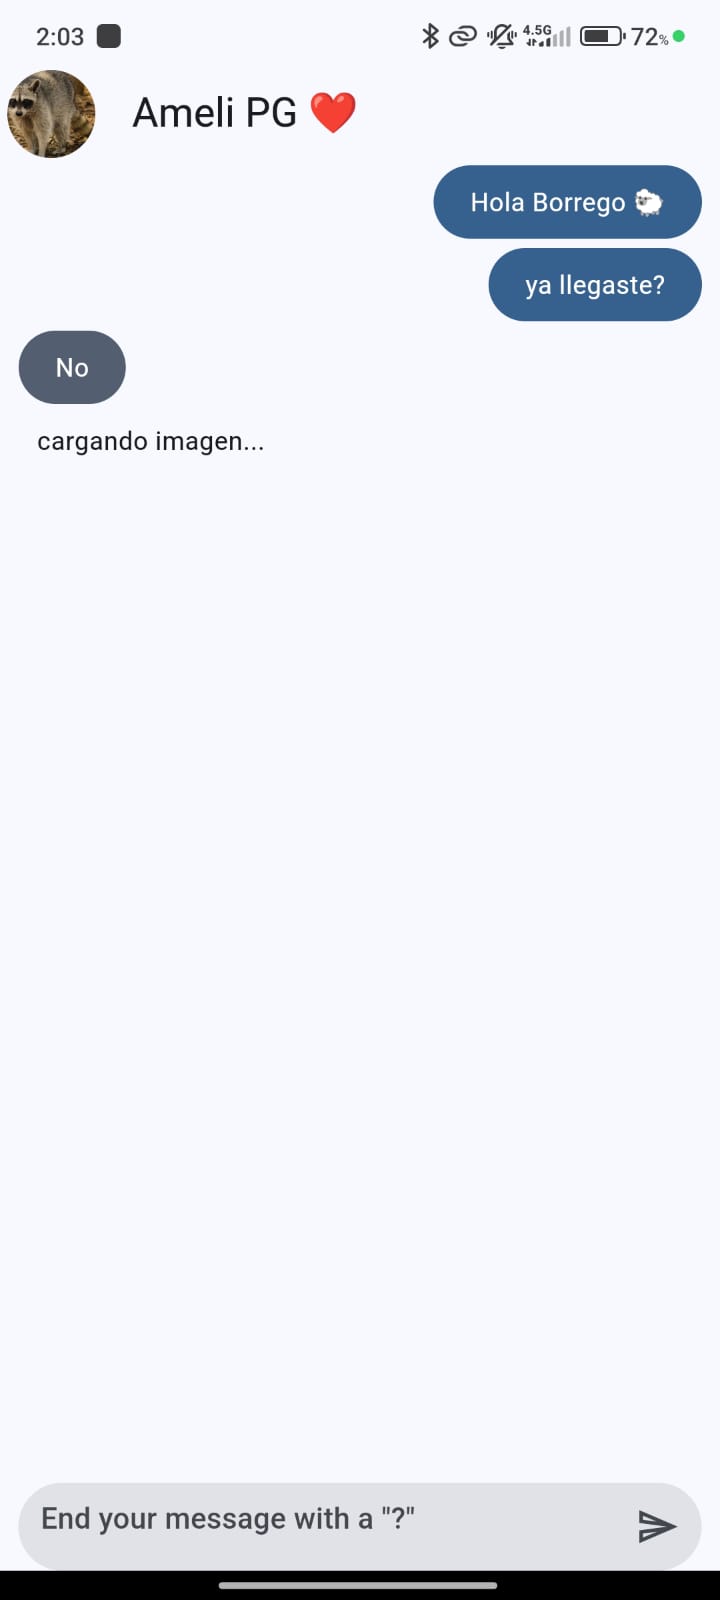 2:03
4.5G
72%
Ameli PG ❤️
Hola Borrego 🐑
ya llegaste?
No
cargando imagen...
End your message with a "?"